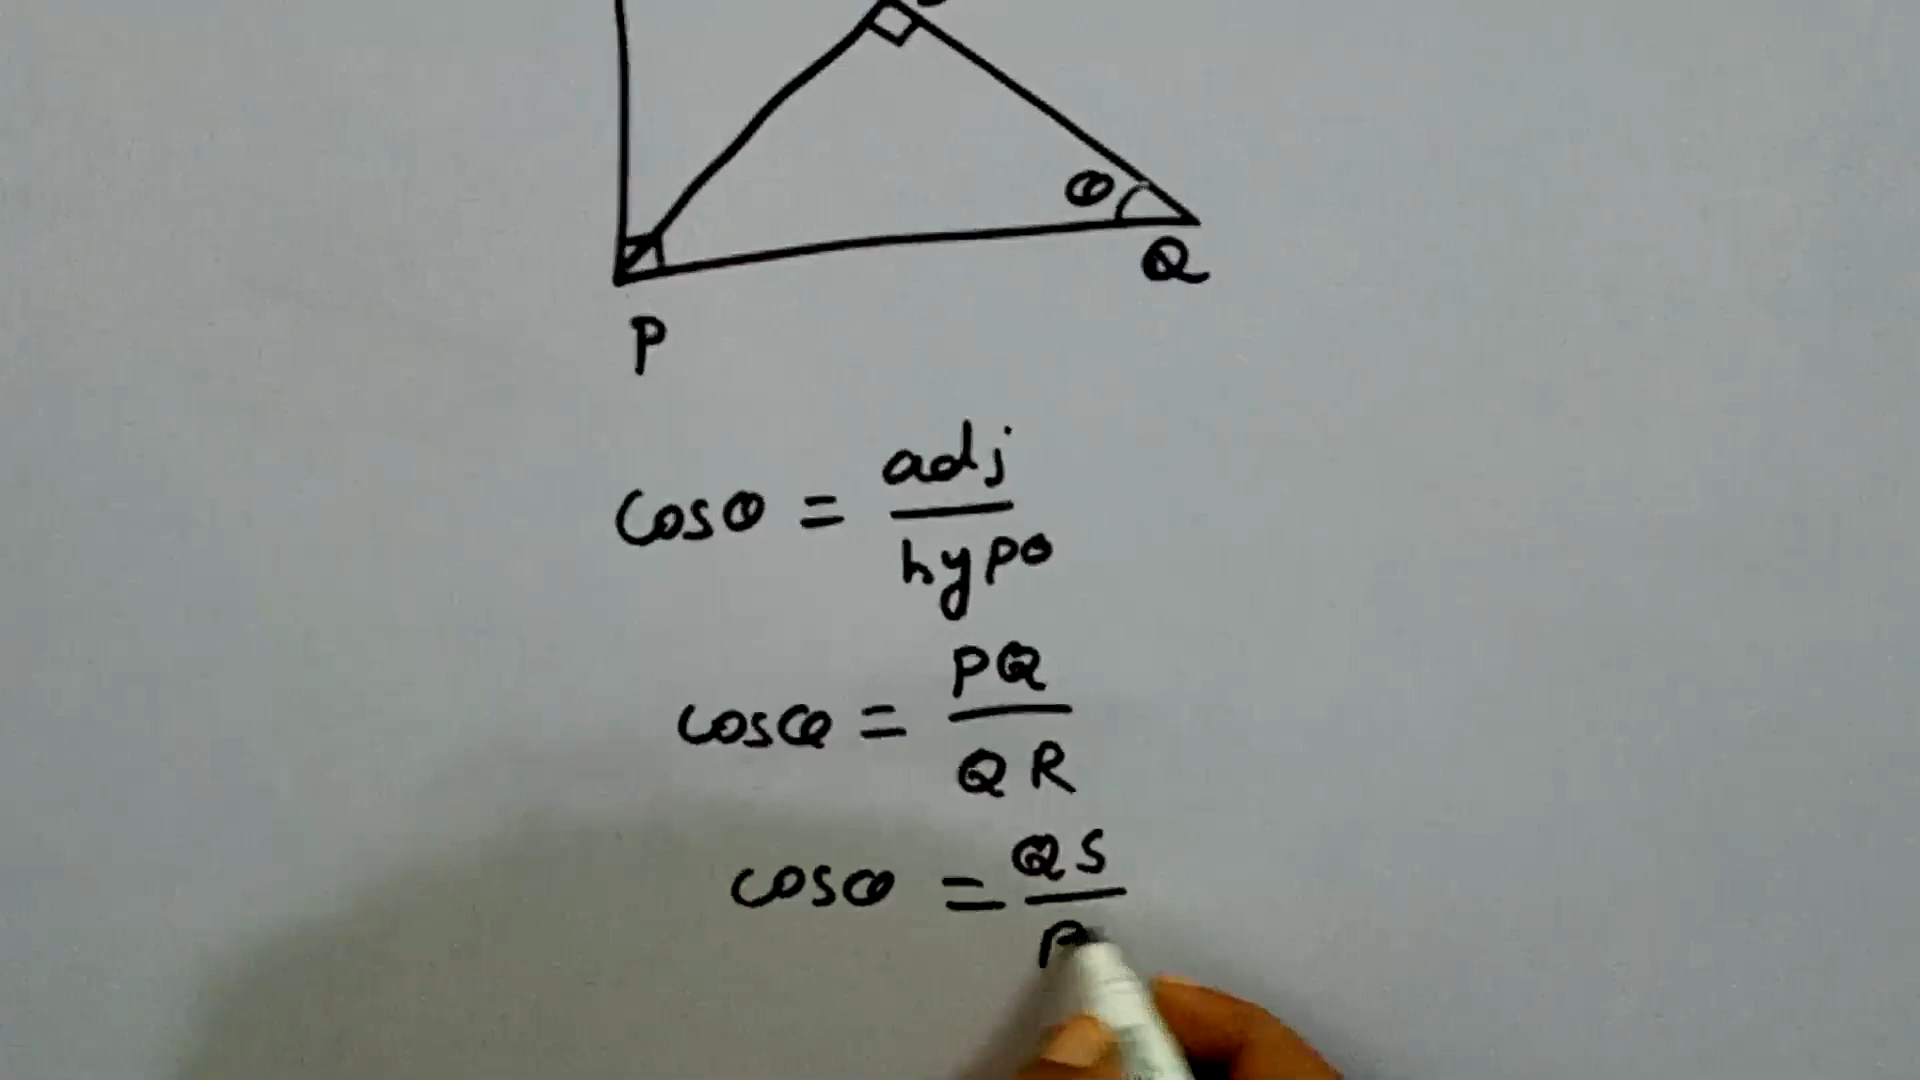 θ
Q
P
cosθ = adj / hypo
cosθ = PQ / QR
cosθ = QS / P